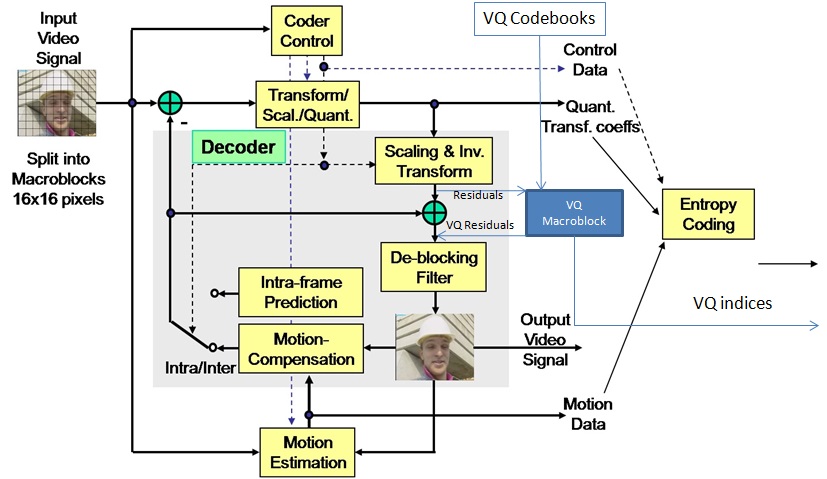 Input
Video
Signal
Coder
Control
VQ Codebooks
Control
Data
Transform/
Scal./Quant.
Quant.
Transf. coeffs
-
Decoder
Split into
Macroblocks
16x16 pixels
Scaling & Inv.
Transform
Residuals
VQ
Macroblock
Entropy
Coding
VQ Residuals
De-blocking
Filter
Intra-frame
Prediction
VQ indices
Output
Video
Signal
Motion-
Compensation
Intra/Inter
Motion
Data
Motion
Estimation